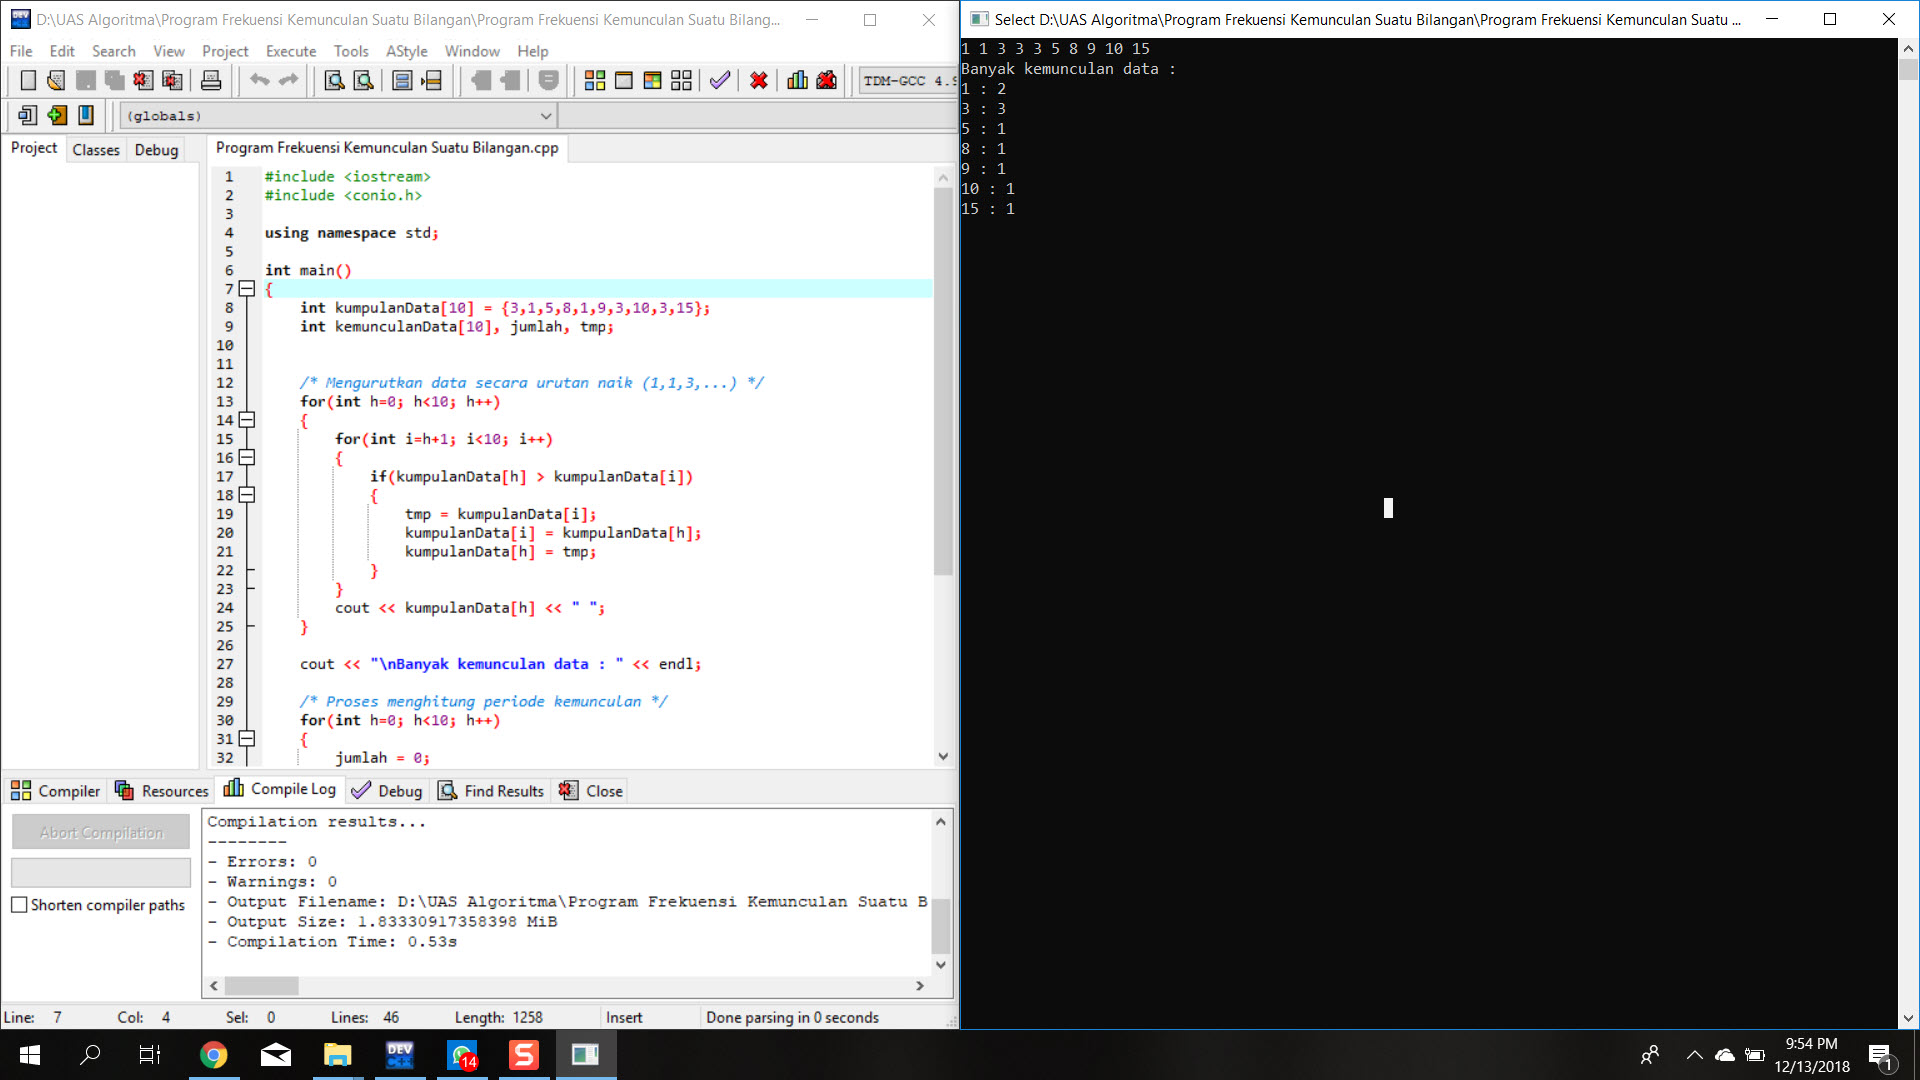 D:\UAS Algoritma\Program Frekuensi Kemunculan Suatu Bilangan\Program Frekuensi Kemunculan Suatu Bilang...
File Edit Search View Project Execute Tools AStyle Window Help
TDM-GCC 4.9
(globals)
Project Classes Debug
Program Frekuensi Kemunculan Suatu Bilangan.cpp
1 #include <iostream>
2 #include <conio.h>
3
4 using namespace std;
5
6 int main()
7 {
8 int kumpulanData[10] = {3,1,5,8,1,9,3,10,3,15};
9 int kemunculanData[10], jumlah, tmp;
10
11
12 /* Mengurutkan data secara urutan naik (1,1,3,...) */
13 for(int h=0; h<10; h++)
14 {
15 for(int i=h+1; i<10; i++)
16 {
17 if(kumpulanData[h] > kumpulanData[i])
18 {
19 tmp = kumpulanData[i];
20 kumpulanData[i] = kumpulanData[h];
21 kumpulanData[h] = tmp;
22 }
23 }
24 cout << kumpulanData[h] << " ";
25 }
26
27 cout << "\nBanyak kemunculan data : " << endl;
28
29 /* Proses menghitung periode kemunculan */
30 for(int h=0; h<10; h++)
31 {
32 jumlah = 0;
Compiler Resources Compile Log Debug Find Results Close
Abort Compilation
Shorten compiler paths
Compilation results...
--------
- Errors: 0
- Warnings: 0
- Output Filename: D:\UAS Algoritma\Program Frekuensi Kemunculan Suatu B
- Output Size: 1.83330917358398 MiB
- Compilation Time: 0.53s
Line: 7 Col: 4 Sel: 0 Lines: 46 Length: 1258 Insert Done parsing in 0 seconds
Select D:\UAS Algoritma\Program Frekuensi Kemunculan Suatu Bilangan\Program Frekuensi Kemunculan Suatu ...
1 1 3 3 3 5 8 9 10 15
Banyak kemunculan data :
1 : 2
3 : 3
5 : 1
8 : 1
9 : 1
10 : 1
15 : 1
DEV C++
14
S
9:54 PM
12/13/2018
1